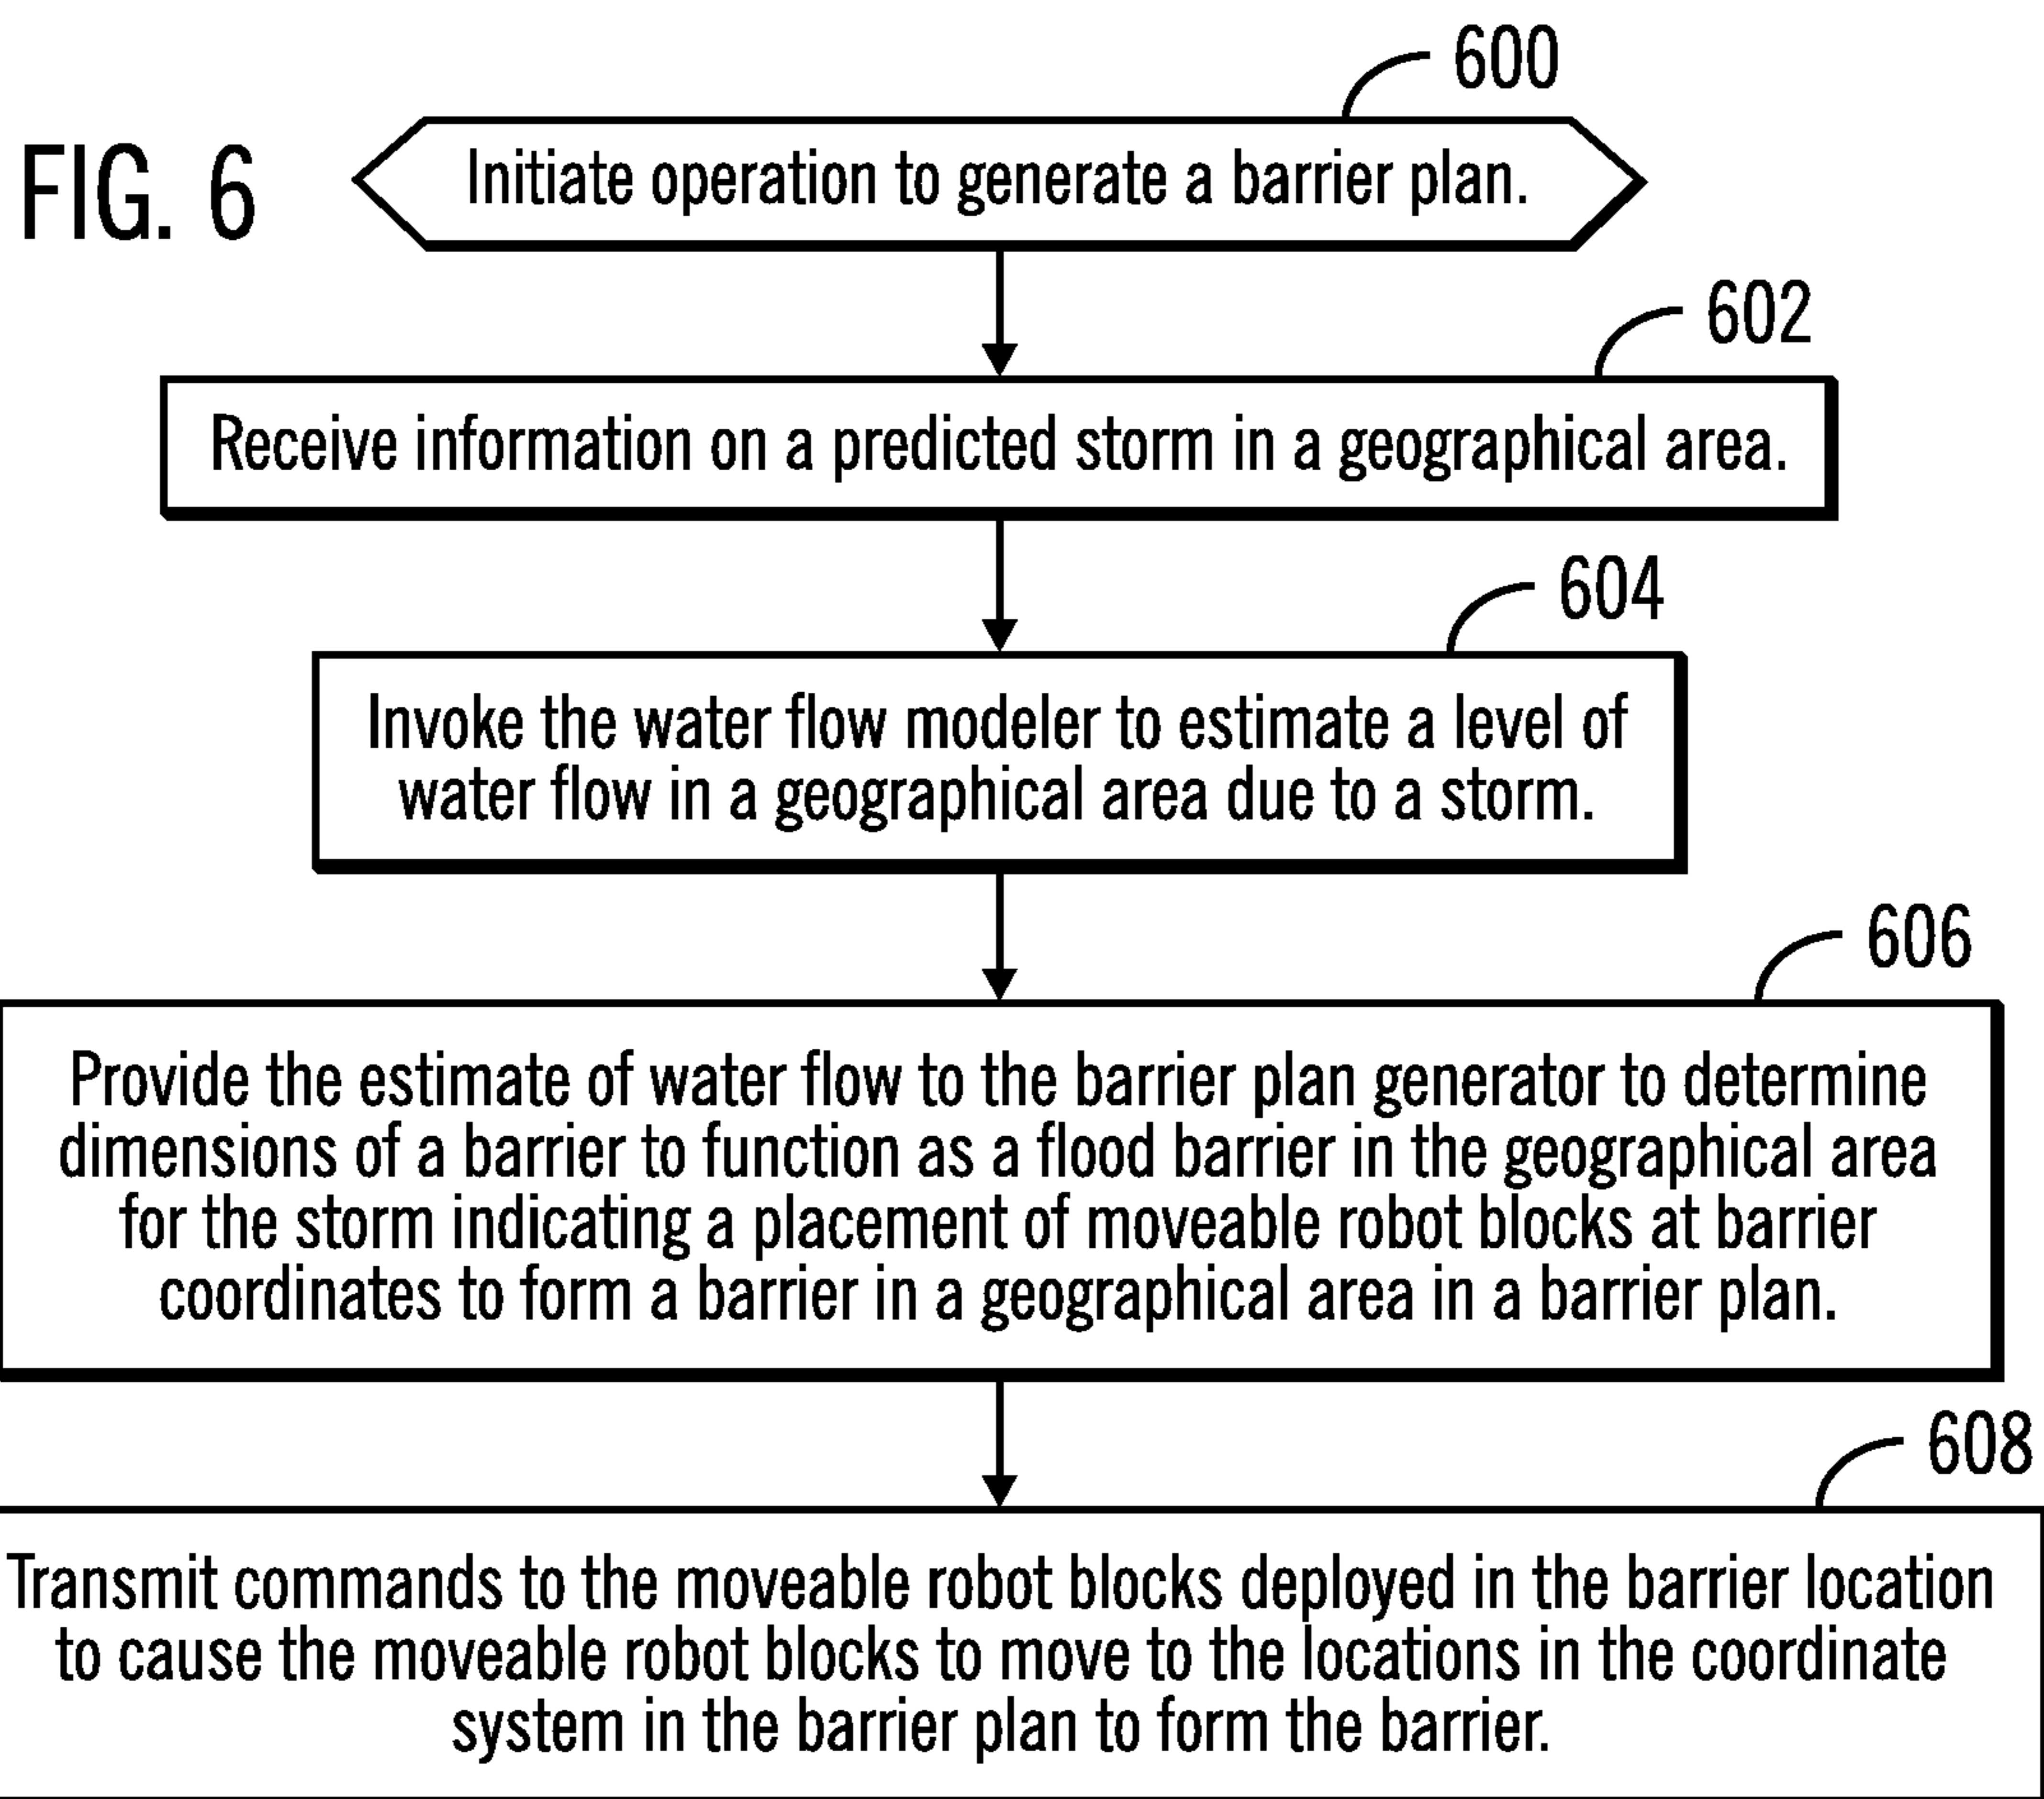 600
FIG. 6
Initiate operation to generate a barrier plan.
602
Receive information on a predicted storm in a geographical area.
604
Invoke the water flow modeler to estimate a level of
water flow in a geographical area due to a storm.
606
Provide the estimate of water flow to the barrier plan generator to determine
dimensions of a barrier to function as a flood barrier in the geographical area
for the storm indicating a placement of moveable robot blocks at barrier
coordinates to form a barrier in a geographical area in a barrier plan.
608
Transmit commands to the moveable robot blocks deployed in the barrier location
to cause the moveable robot blocks to move to the locations in the coordinate
system in the barrier plan to form the barrier.